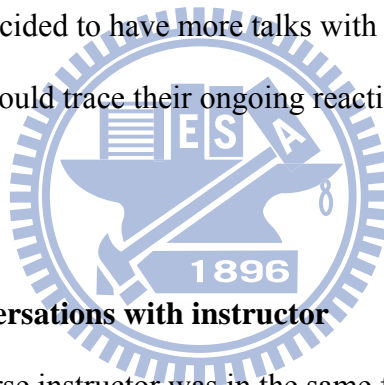 cided to have more talks with
ould trace their ongoing reacti
E S A
8
1896
ersations with instructor
rse instructor was in the same